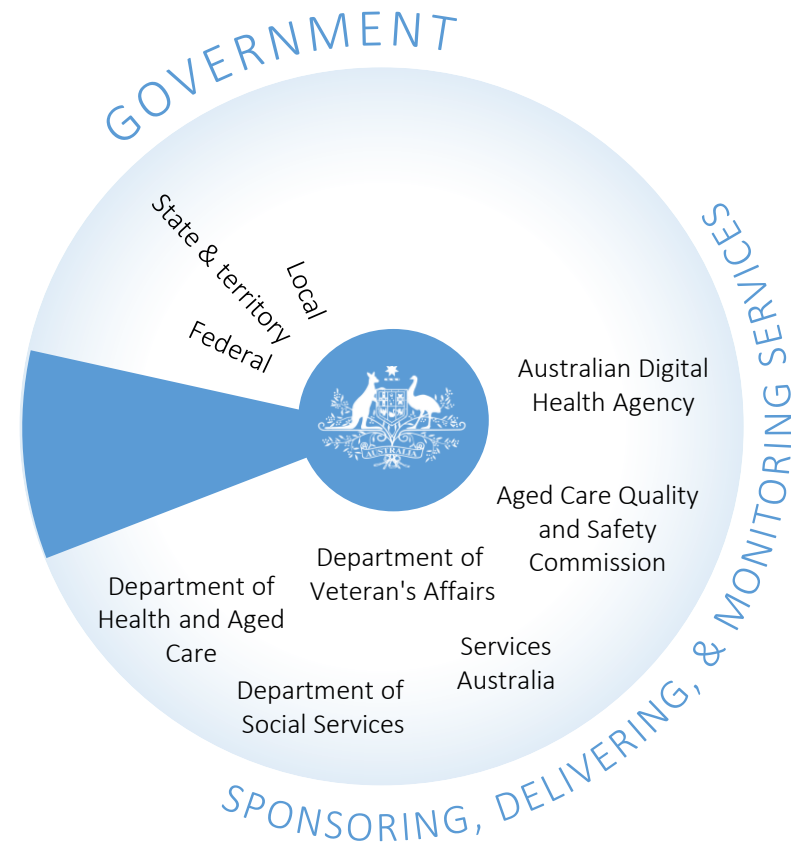 GOVERNMENT
State & territory
Local
Federal
AUSTRALIA
Australian Digital
Health Agency
Aged Care Quality
and Safety
Commission
Department of
Veteran's Affairs
Department of
Health and Aged
Care
Services
Australia
Department of
Social Services
SPONSORING, DELIVERING, & MONITORING SERVICES